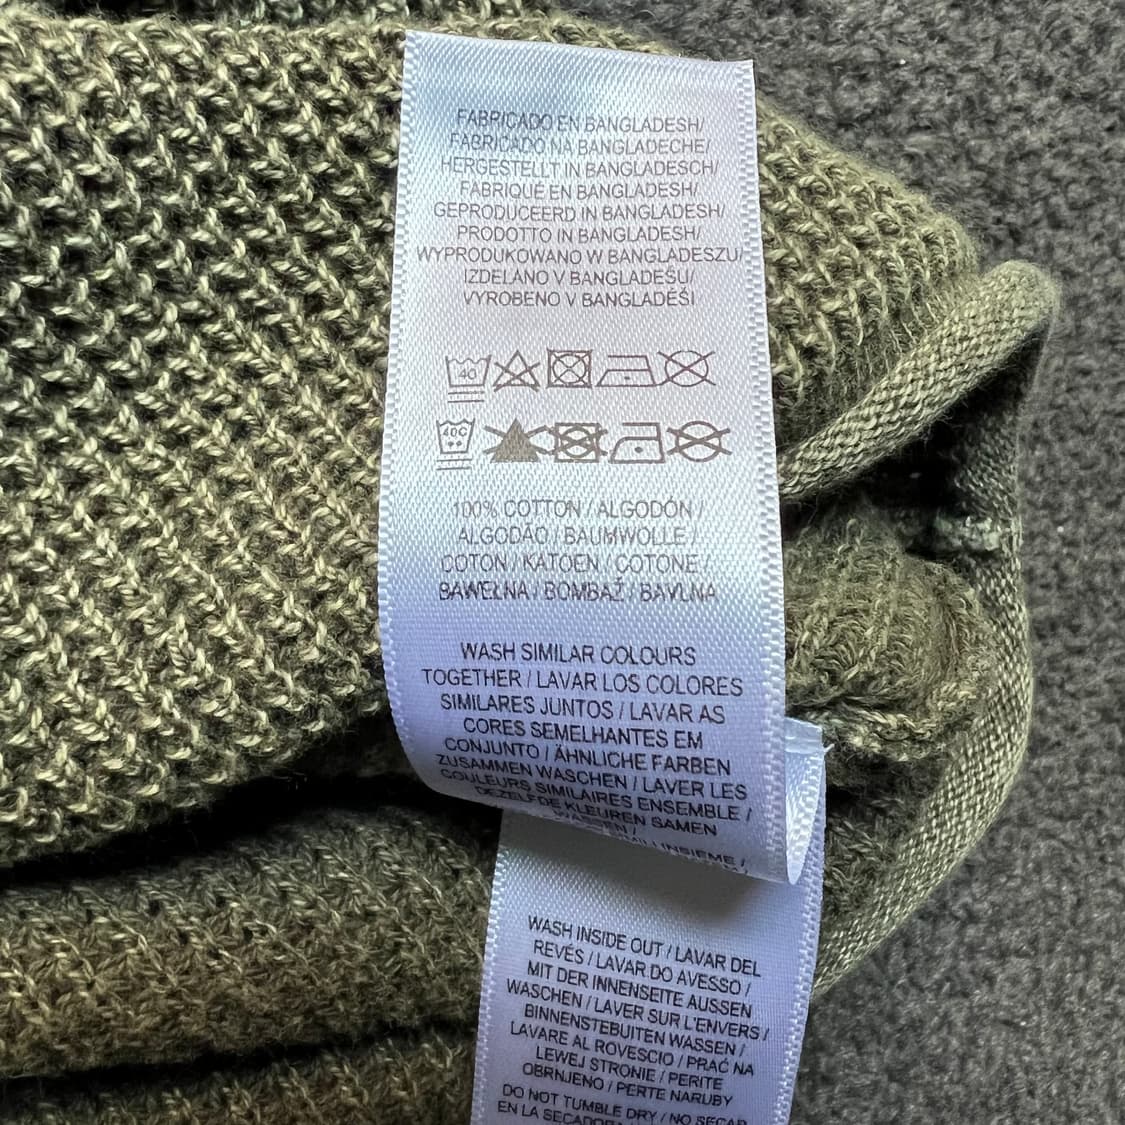 FABRICADO EN BANGLADESH/
FABRICADO NA BANGLADECHE/
HERGESTELLT IN BANGLADESCH/
FABRIQUÉ EN BANGLADESH/
GEPRODUCEERD IN BANGLADESH/
PRODOTTO IN BANGLADESH/
WYPRODUKOWANO W BANGLADESZU/
IZDELANO V BANGLADEŠU/
VYROBENO V BANGLADÉŠI
40
40C
100% COTTON / ALGODÓN /
ALGODÃO / BAUMWOLLE /
COTON / KATOEN / COTONE /
BAWEŁNA / BOMBAŽ / BAVLNA
WASH SIMILAR COLOURS
TOGETHER / LAVAR LOS COLORES
SIMILARES JUNTOS / LAVAR AS
CORES SEMELHANTES EM
CONJUNTO / ÄHNLICHE FARBEN
ZUSAMMEN WASCHEN / LAVER LES
COULEURS SIMILAIRES ENSEMBLE /
DEZELFDE KLEUREN SAMEN
WASSEN /
INSIEME /
WASH INSIDE OUT / LAVAR DEL
REVÉS / LAVAR DO AVESSO /
MIT DER INNENSEITE AUSSEN
WASCHEN / LAVER SUR L'ENVERS /
BINNENSTEBUITEN WASSEN /
LAVARE AL ROVESCIO / PRAĆ NA
LEWEJ STRONIE / PERITE
OBRNJENO / PERTE NARUBY
DO NOT TUMBLE DRY / NO SECAR
EN LA